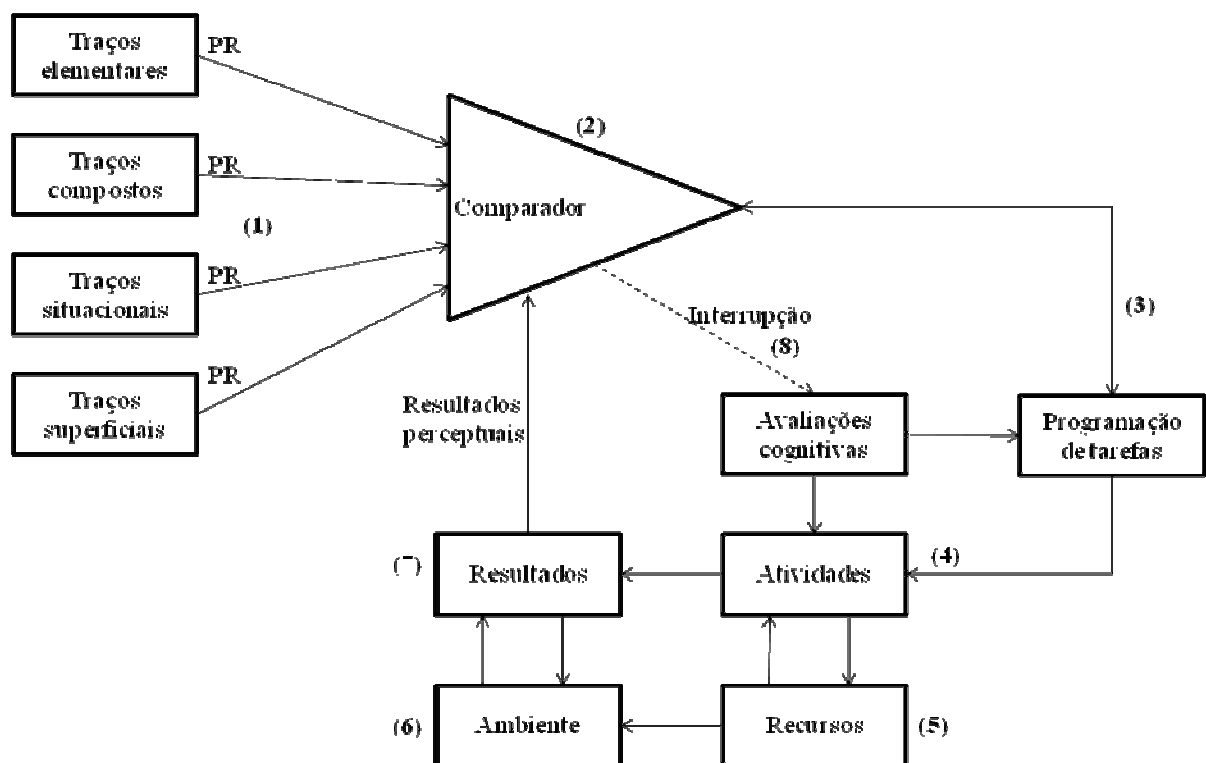 Traços
elementares
PR
Traços
compostos
PR
(1)
Traços
situacionais
PR
Traços
superficiais
PR
(2)
Comparador
(3)
Interrupção
(8)
Resultados
perceptuais
Avaliações
cognitivas
Programação
de tarefas
(7)
Resultados
Atividades
(4)
(6)
Ambiente
Recursos
(5)